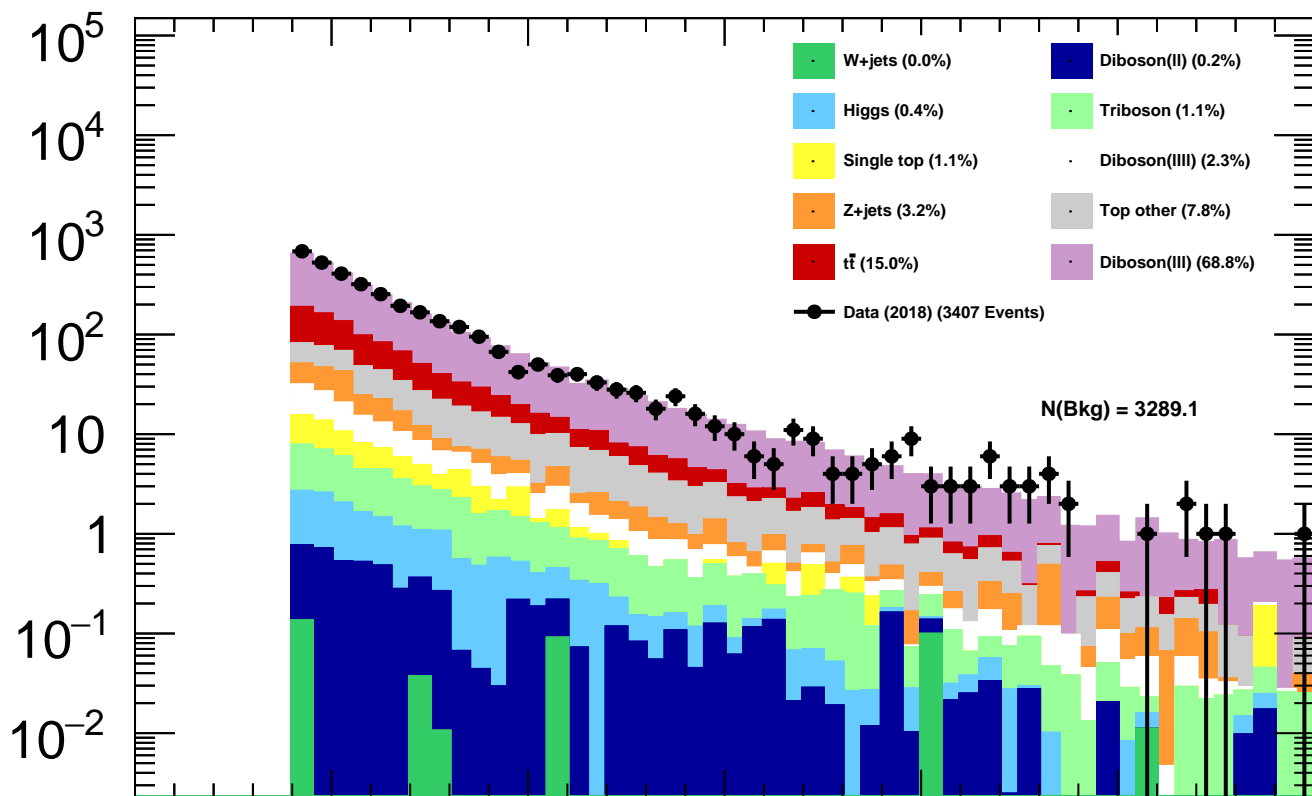 10^5
10^4
10^3
10^2
10
1
10^−1
10^−2
W+jets (0.0%)
Diboson(II) (0.2%)
Higgs (0.4%)
Triboson (1.1%)
Single top (1.1%)
Diboson(IIII) (2.3%)
Z+jets (3.2%)
Top other (7.8%)
tt̄ (15.0%)
Diboson(III) (68.8%)
Data (2018) (3407 Events)
N(Bkg) = 3289.1